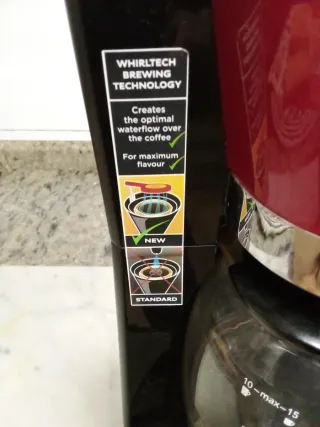 WHIRLTECH
BREWING
TECHNOLOGY
Creates
the optimal
waterflow over
the coffee
For maximum
flavour
NEW
STANDARD
10-max-15